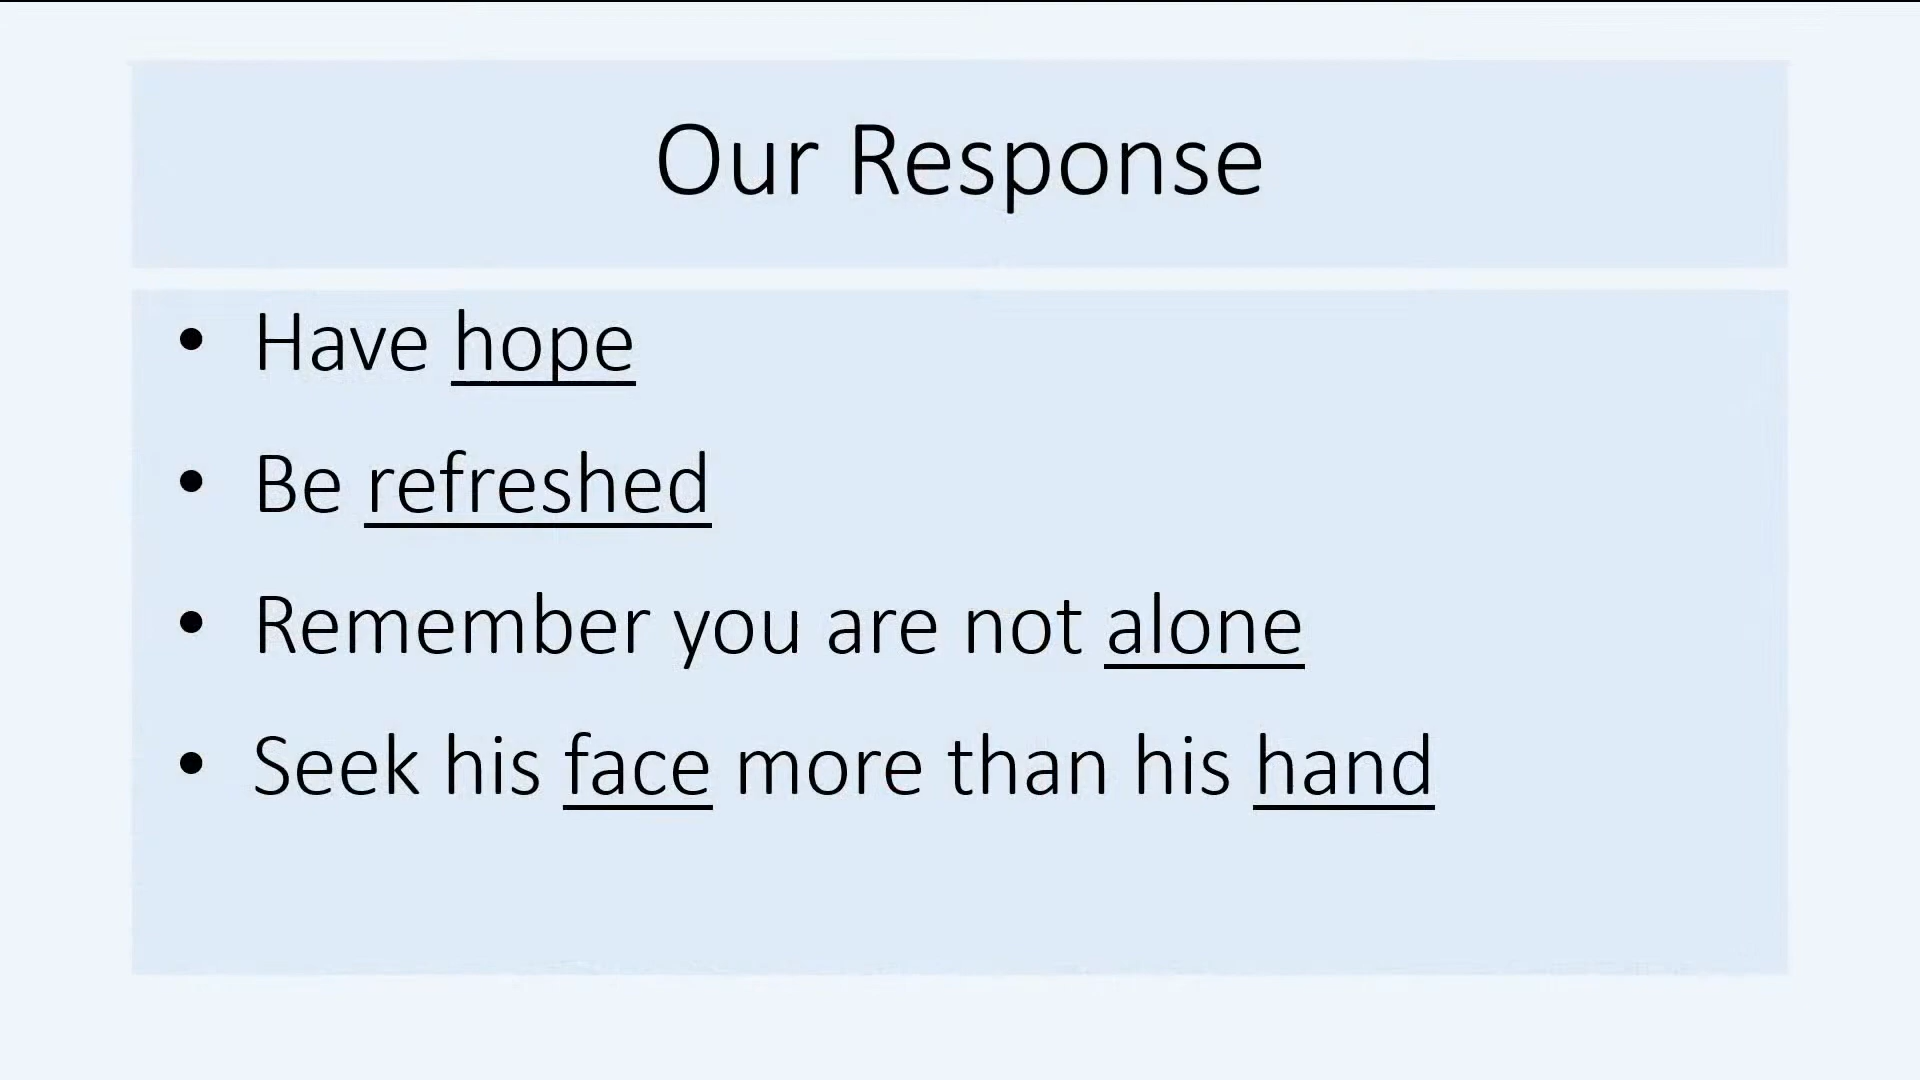 Our Response
• Have hope
• Be refreshed
• Remember you are not alone
• Seek his face more than his hand